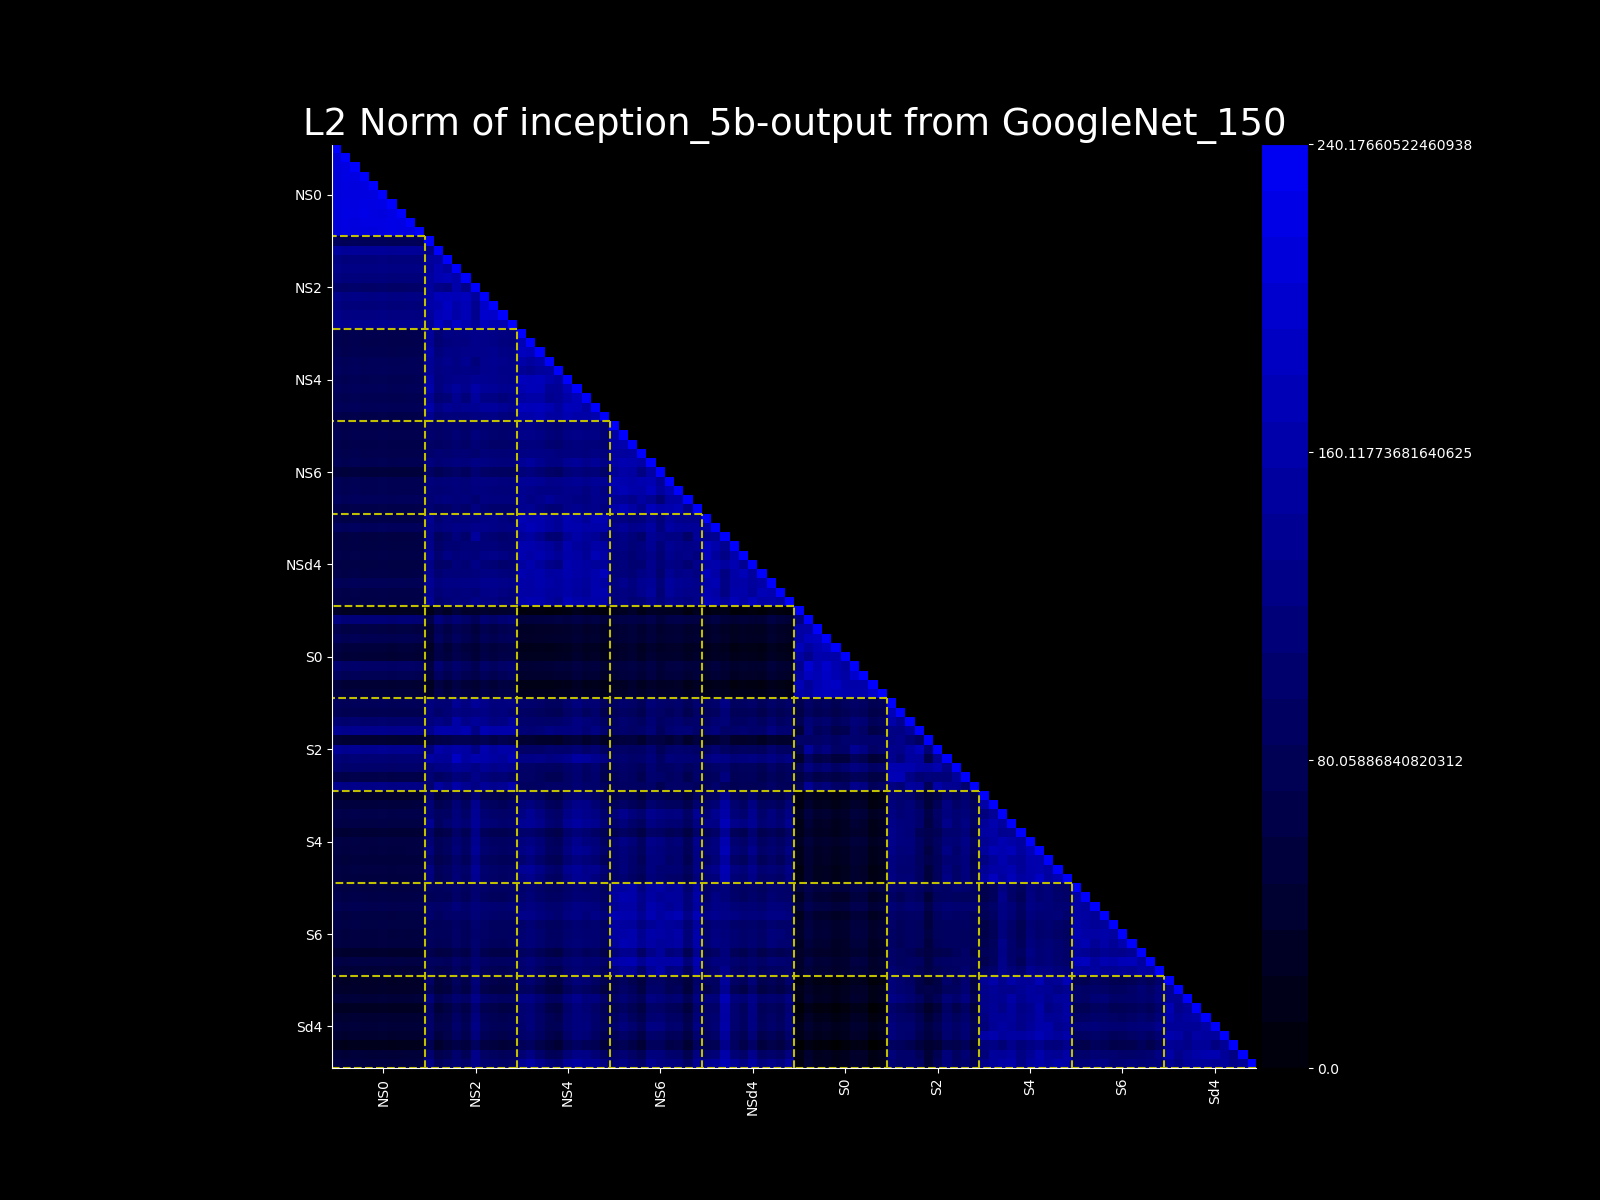 L2 Norm of inception_5b-output from GoogleNet_150
240.17660522460938
NS0
NS2
NS4
160.11773681640625
NS6
NSd4
S0
S2
80.05886840820312
S4
S6
Sd4
0.0
NS0
NS2
NS4
NS6
NSd4
S0
S2
S4
S6
Sd4